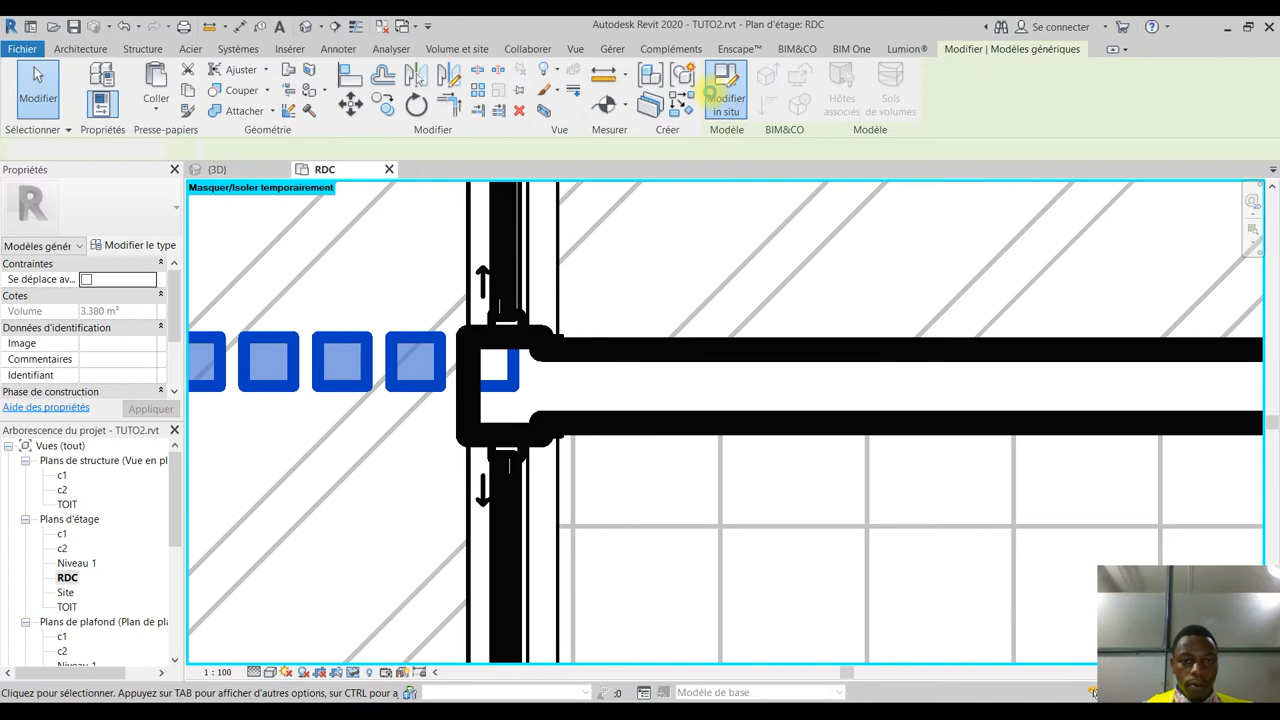 Autodesk Revit 2020 - TUTO2.rvt - Plan d'étage: RDC
Se connecter
Fichier Architecture Structure Acier Systèmes Insérer Annoter Analyser Volume et site Collaborer Vue Gérer Compléments Enscape™ BIM&CO BIM One Lumion® Modifier | Modèles génériques
Modifier
Coller
Ajuster
Couper
Attacher
Modifier
in situ
Hôtes
associés
Sols
de volumes
Sélectionner Propriétés Presse-papiers Géométrie Modifier Vue Mesurer Créer Modèle BIM&CO Modèle
Propriétés
{3D}
RDC
Masquer/Isoler temporairement
Modèles génér
Modifier le type
Contraintes
Se déplace av...
Cotes
Volume 3.380 m³
Données d'identification
Image
Commentaires
Identifiant
Phase de construction
Aide des propriétés
Appliquer
Arborescence du projet - TUTO2.rvt
Vues (tout)
Plans de structure (Vue en pl
c1
c2
TOIT
Plans d'étage
c1
c2
Niveau 1
RDC
Site
TOIT
Plans de plafond (Plan de pla
c1
c2
Niveau 1
1 : 100
Cliquez pour sélectionner. Appuyez sur TAB pour afficher d'autres options, sur CTRL pour a
:0
Modèle de base